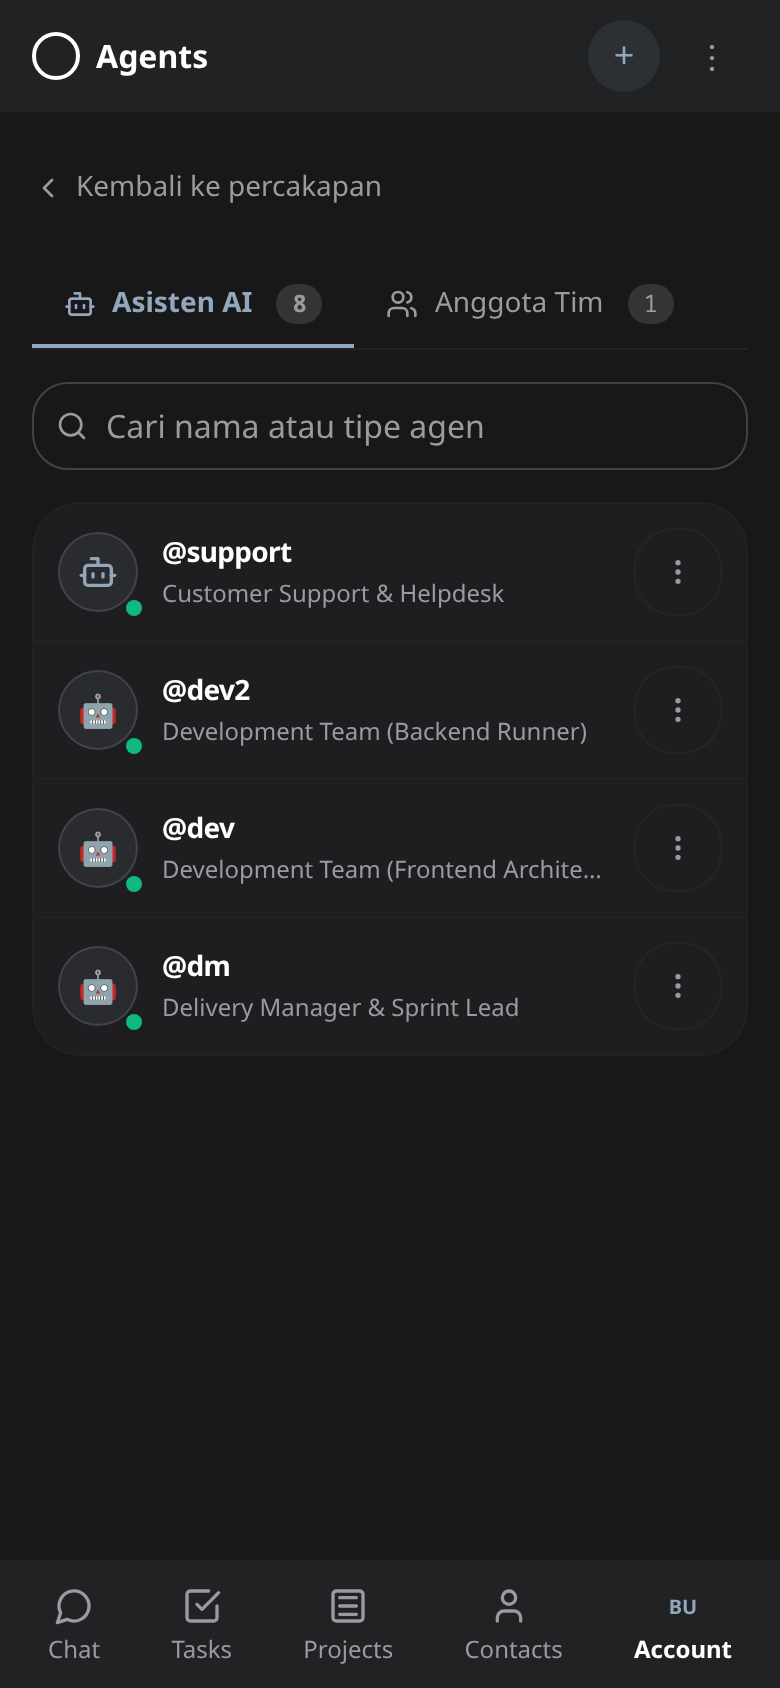 Agents
Kembali ke percakapan
Asisten AI 8 Anggota Tim 1
Cari nama atau tipe agen
@support
Customer Support & Helpdesk
@dev2
Development Team (Backend Runner)
@dev
Development Team (Frontend Archite...
@dm
Delivery Manager & Sprint Lead
BU
Chat Tasks Projects Contacts Account